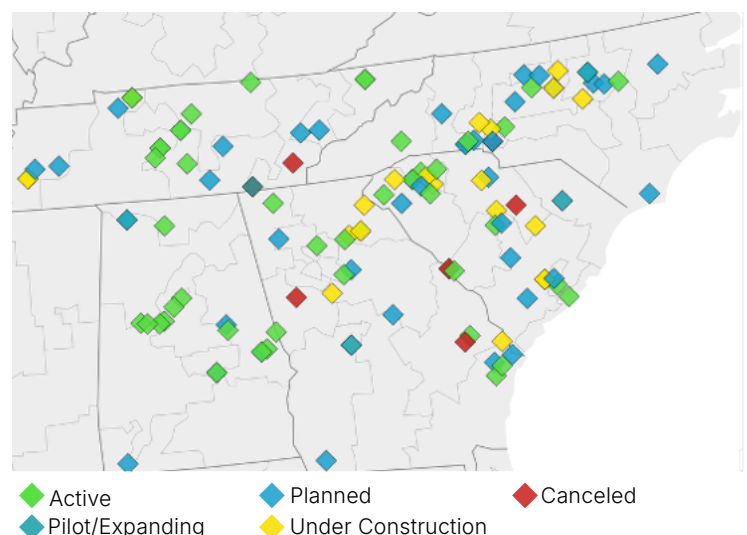 Active
Planned
Canceled
Pilot/Expanding
Under Construction